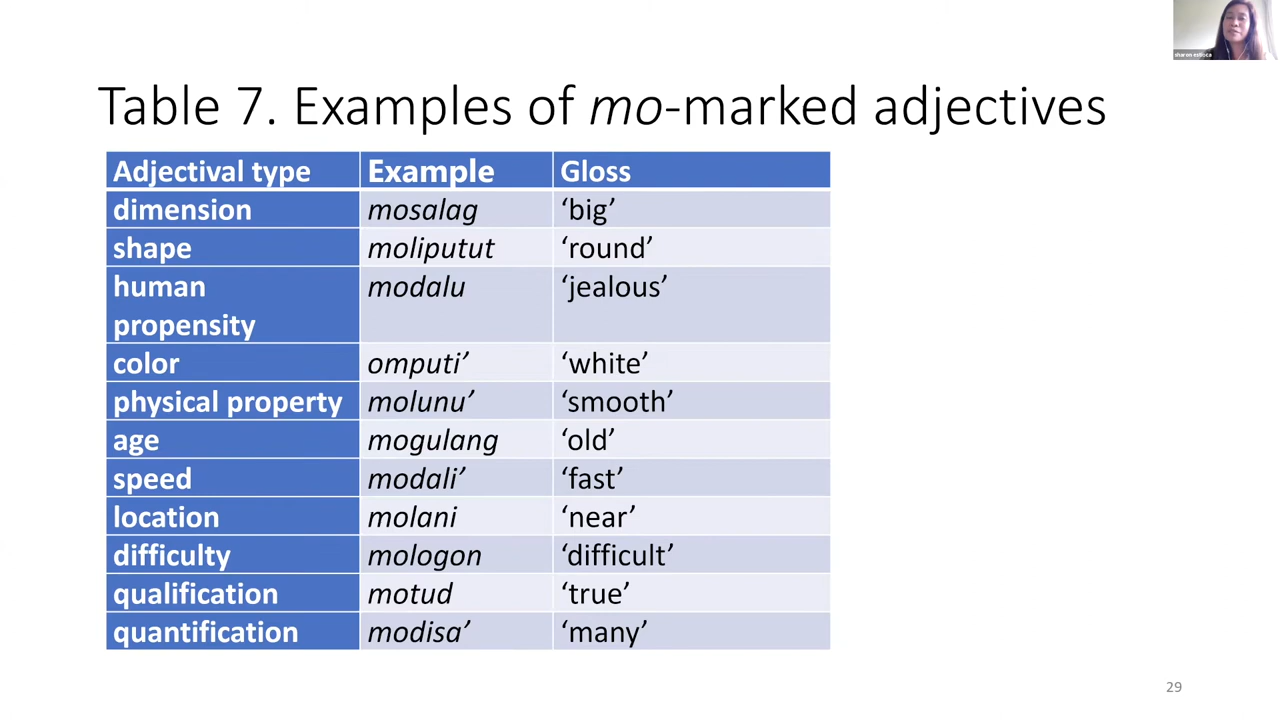 sharon estioca
Table 7. Examples of mo-marked adjectives
Adjectival type Example Gloss
dimension mosalag ‘big’
shape moliputut ‘round’
human modalu ‘jealous’
propensity
color omputi’ ‘white’
physical property molunu’ ‘smooth’
age mogulang ‘old’
speed modali’ ‘fast’
location molani ‘near’
difficulty mologon ‘difficult’
qualification motud ‘true’
quantification modisa’ ‘many’
29